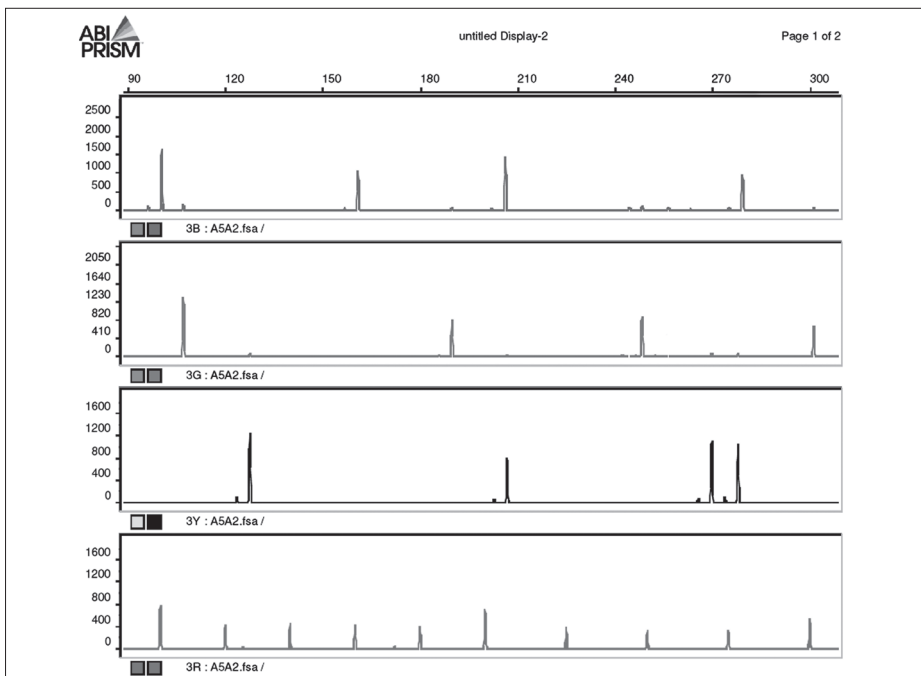 ABI
PRISM
untitled Display-2
Page 1 of 2
90 120 150 180 210 240 270 300
2500
2000
1500
1000
500
0
3B : A5A2.fsa /
2050
1640
1230
820
410
0
3G : A5A2.fsa /
1600
1200
800
400
0
3Y : A5A2.fsa /
1600
1200
800
400
0
3R : A5A2.fsa /